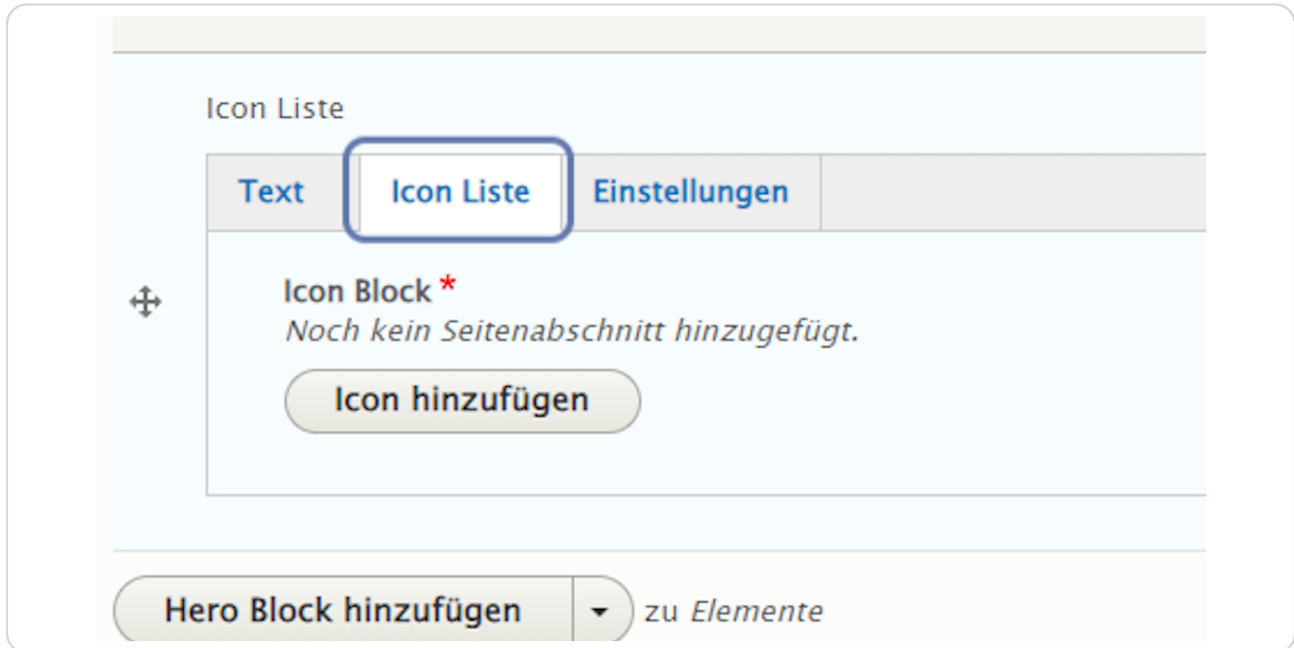 Icon Liste
Text Icon Liste Einstellungen
Icon Block *
Noch kein Seitenabschnitt hinzugefügt.
Icon hinzufügen
Hero Block hinzufügen zu Elemente